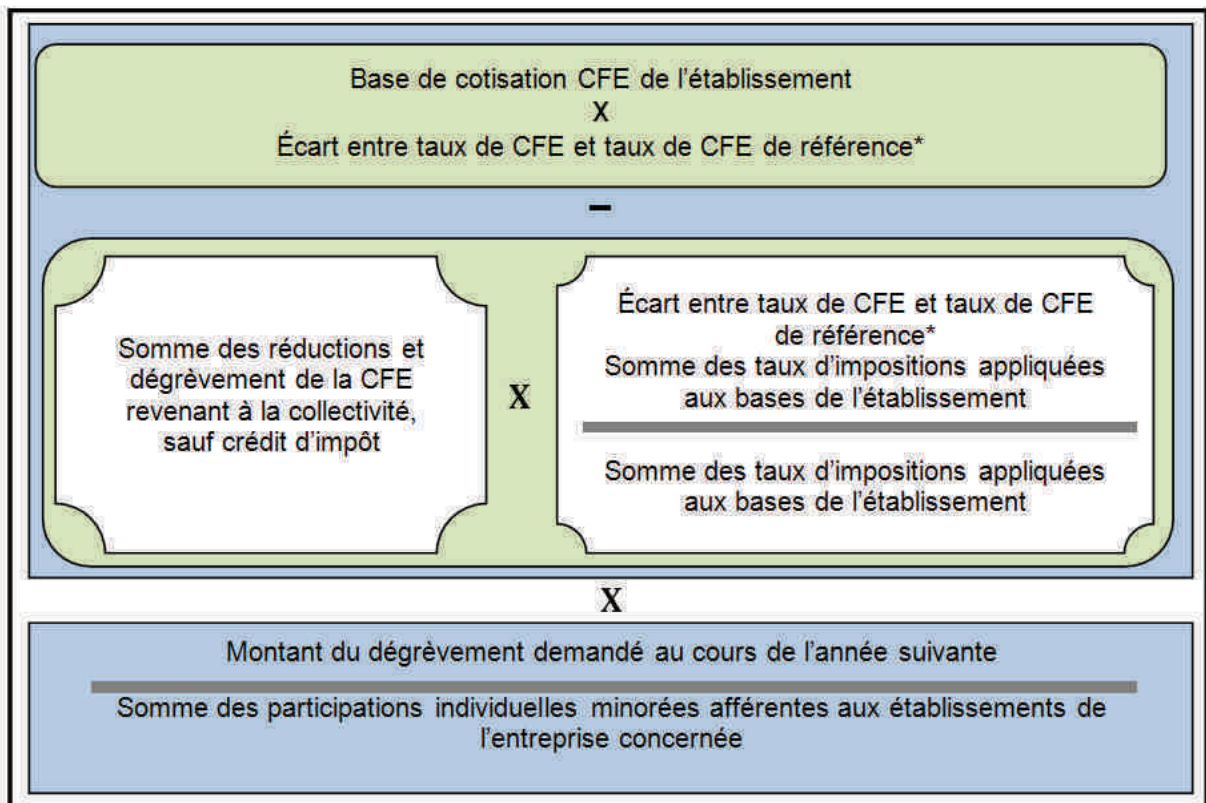 Base de cotisation CFE de l'établissement
X
Écart entre taux de CFE et taux de CFE de référence*
–
Somme des réductions et
dégrèvement de la CFE
revenant à la collectivité,
sauf crédit d'impôt
X
Écart entre taux de CFE et taux de CFE
de référence*
Somme des taux d'impositions appliquées
aux bases de l'établissement
Somme des taux d'impositions appliquées
aux bases de l'établissement
X
Montant du dégrèvement demandé au cours de l'année suivante
Somme des participations individuelles minorées afférentes aux établissements de
l'entreprise concernée